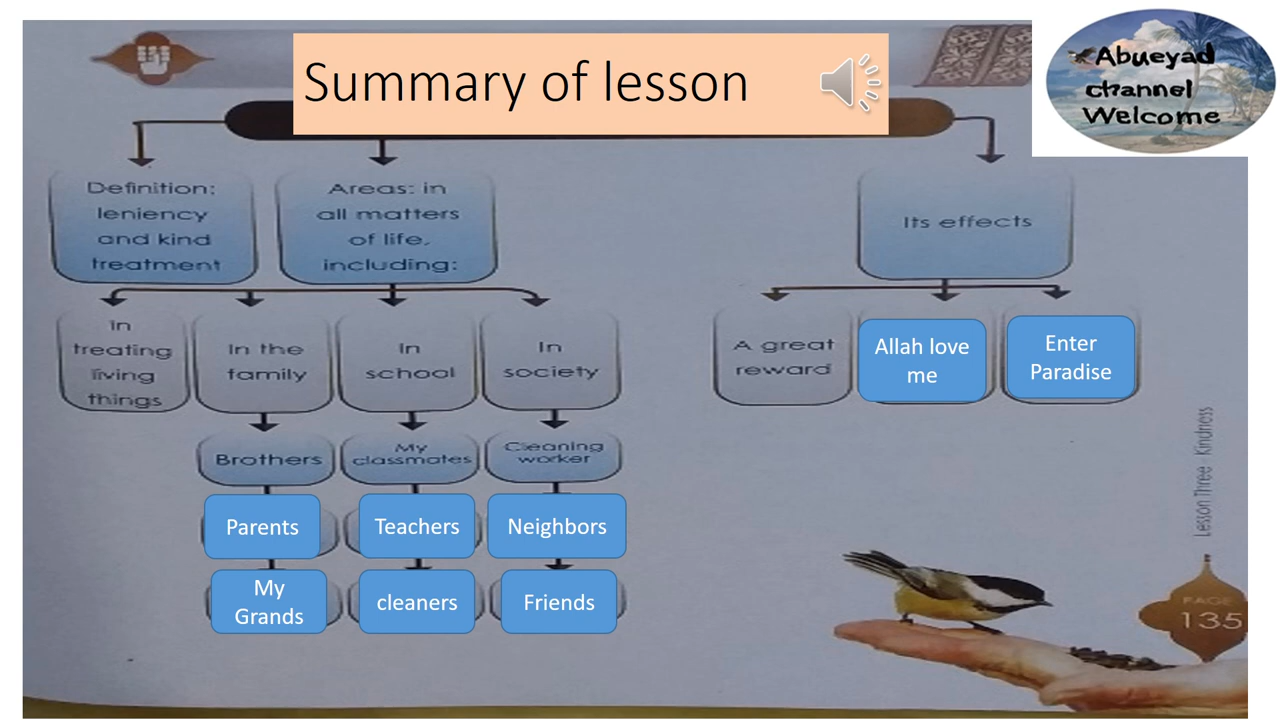 Summary of lesson
Abueyad
channel
Welcome
Definition:
leniency
and kind
treatment
Areas: in
all matters
of life,
including:
Its effects
In
treating
living
things
In the
family
In
school
In
society
A great
reward
Allah love
me
Enter
Paradise
Brothers
My
classmates
Cleaning
worker
Parents
Teachers
Neighbors
My
Grands
cleaners
Friends
Lesson Three - Kindness
PAGE
135